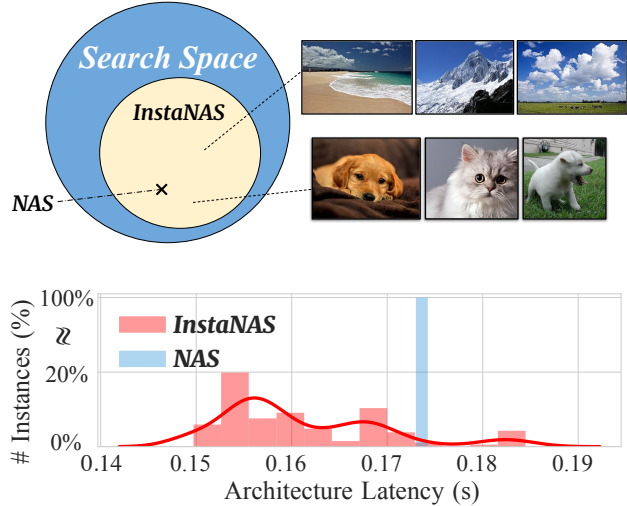 Search Space
InstaNAS
NAS
# Instances (%)
100%
≈
20%
0%
InstaNAS
NAS
0.14 0.15 0.16 0.17 0.18 0.19
Architecture Latency (s)